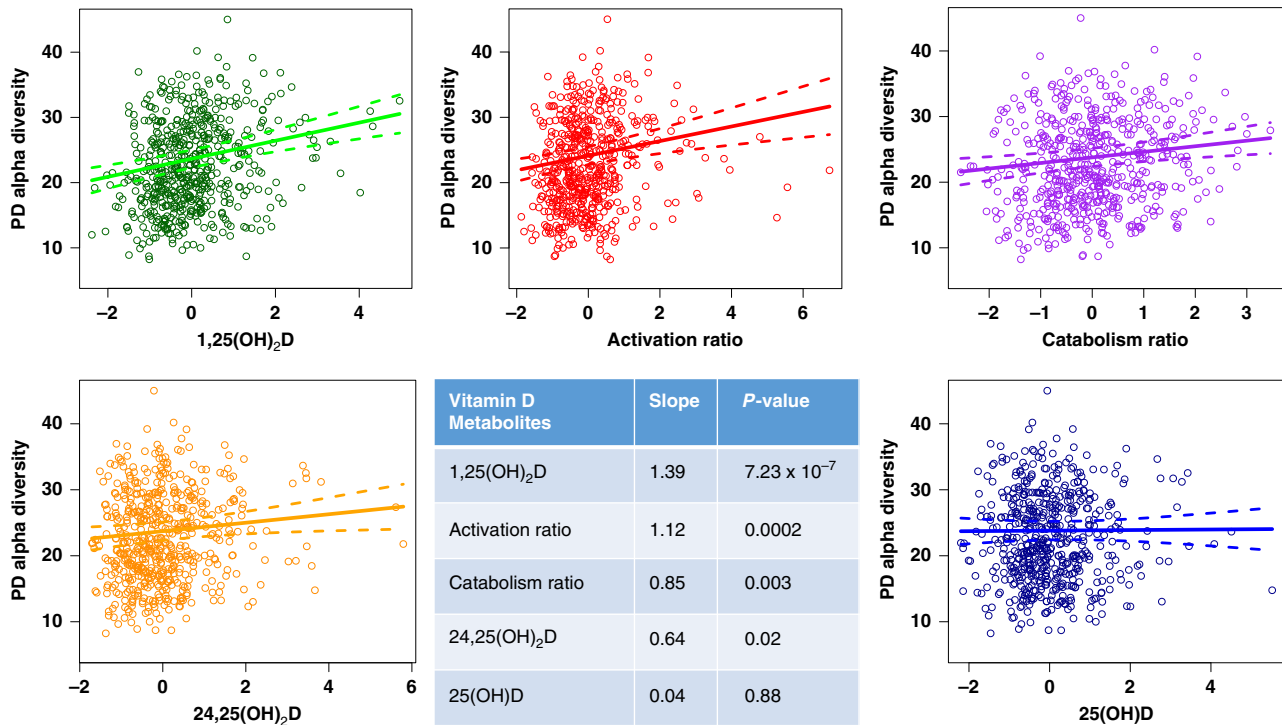 PD alpha diversity
40
30
20
10
−2
0
2
4
1,25(OH)₂D
PD alpha diversity
40
30
20
10
−2
0
2
4
6
Activation ratio
PD alpha diversity
40
30
20
10
−2
−1
0
1
2
3
Catabolism ratio
PD alpha diversity
40
30
20
10
−2
0
2
4
6
24,25(OH)₂D
Vitamin D Slope P-value
Metabolites
1,25(OH)₂D 1.39 7.23 x 10⁻⁷
Activation ratio 1.12 0.0002
Catabolism ratio 0.85 0.003
24,25(OH)₂D 0.64 0.02
25(OH)D 0.04 0.88
PD alpha diversity
40
30
20
10
−2
0
2
4
25(OH)D